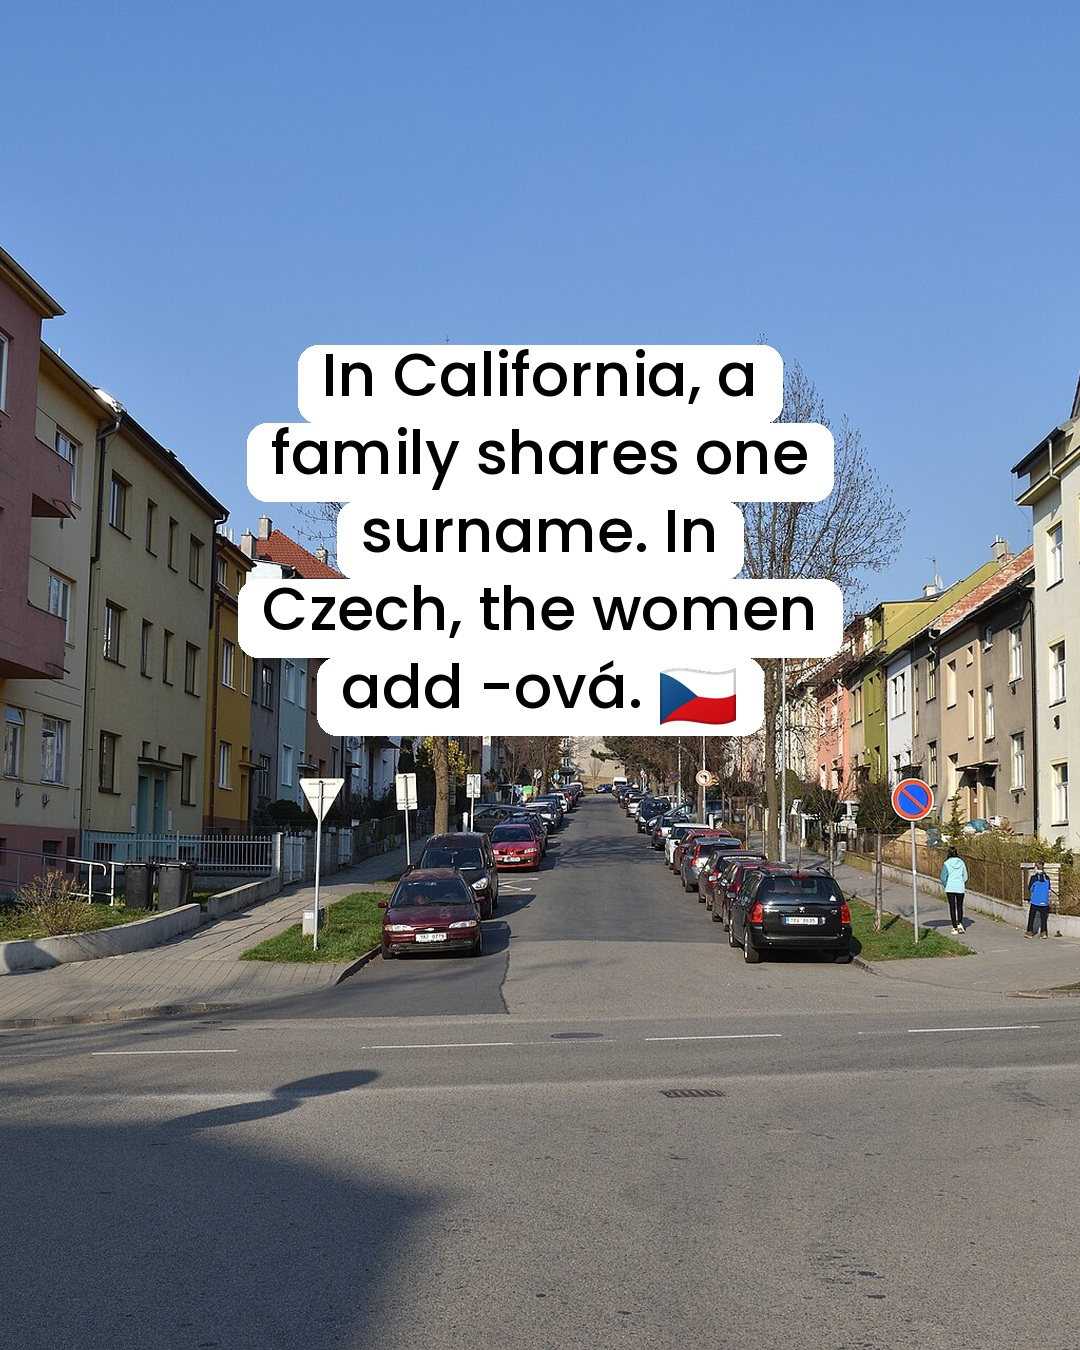 In California, a
family shares one
surname. In
Czech, the women
add -ová. 🇨🇿